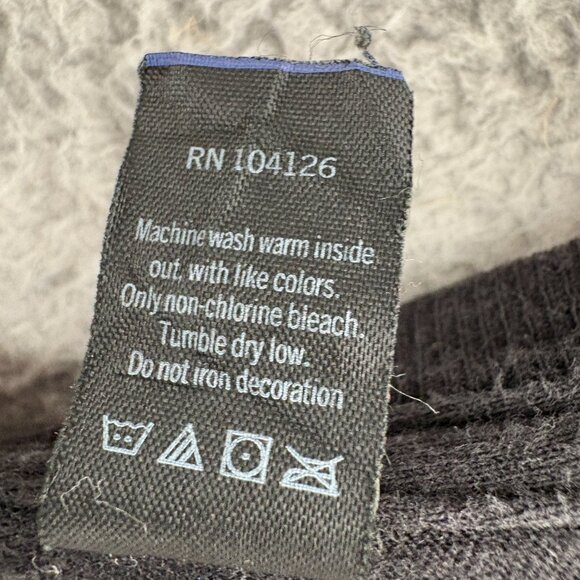 RN 104126
Machine wash warm inside
out, with like colors.
Only non-chlorine bleach.
Tumble dry low.
Do not iron decoration